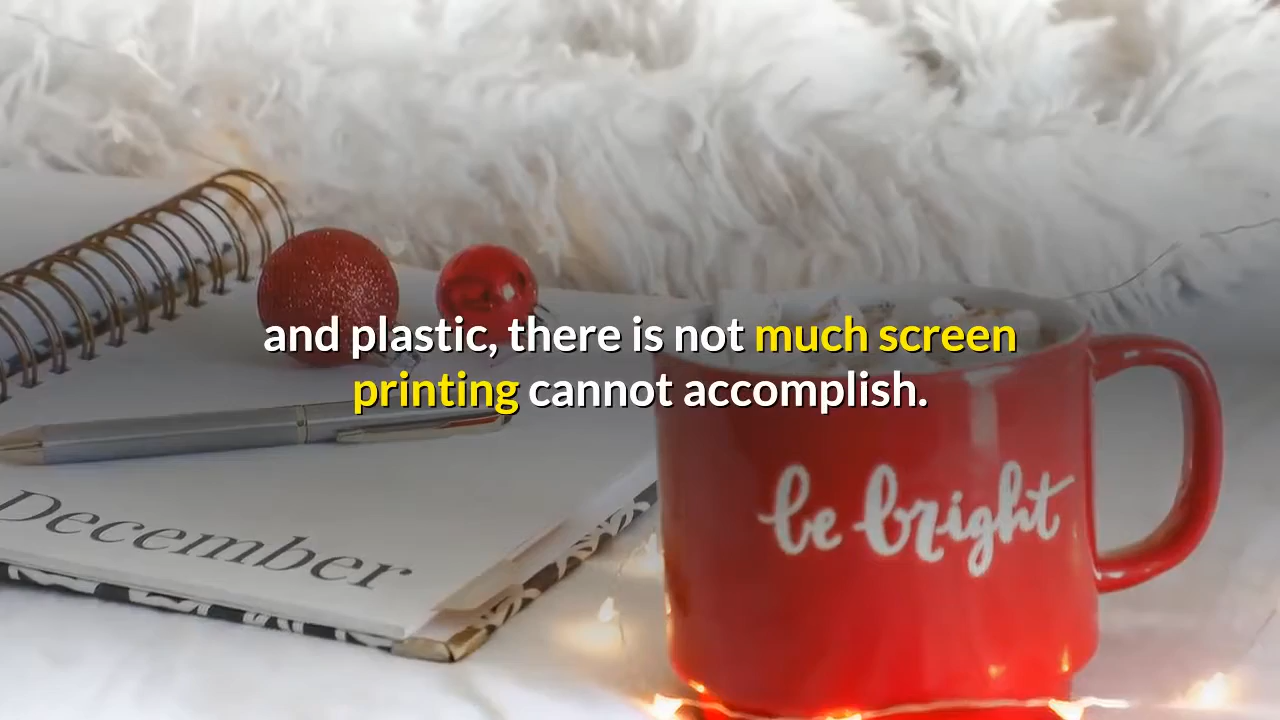 and plastic, there is not much screen
printing cannot accomplish.
be bright
December